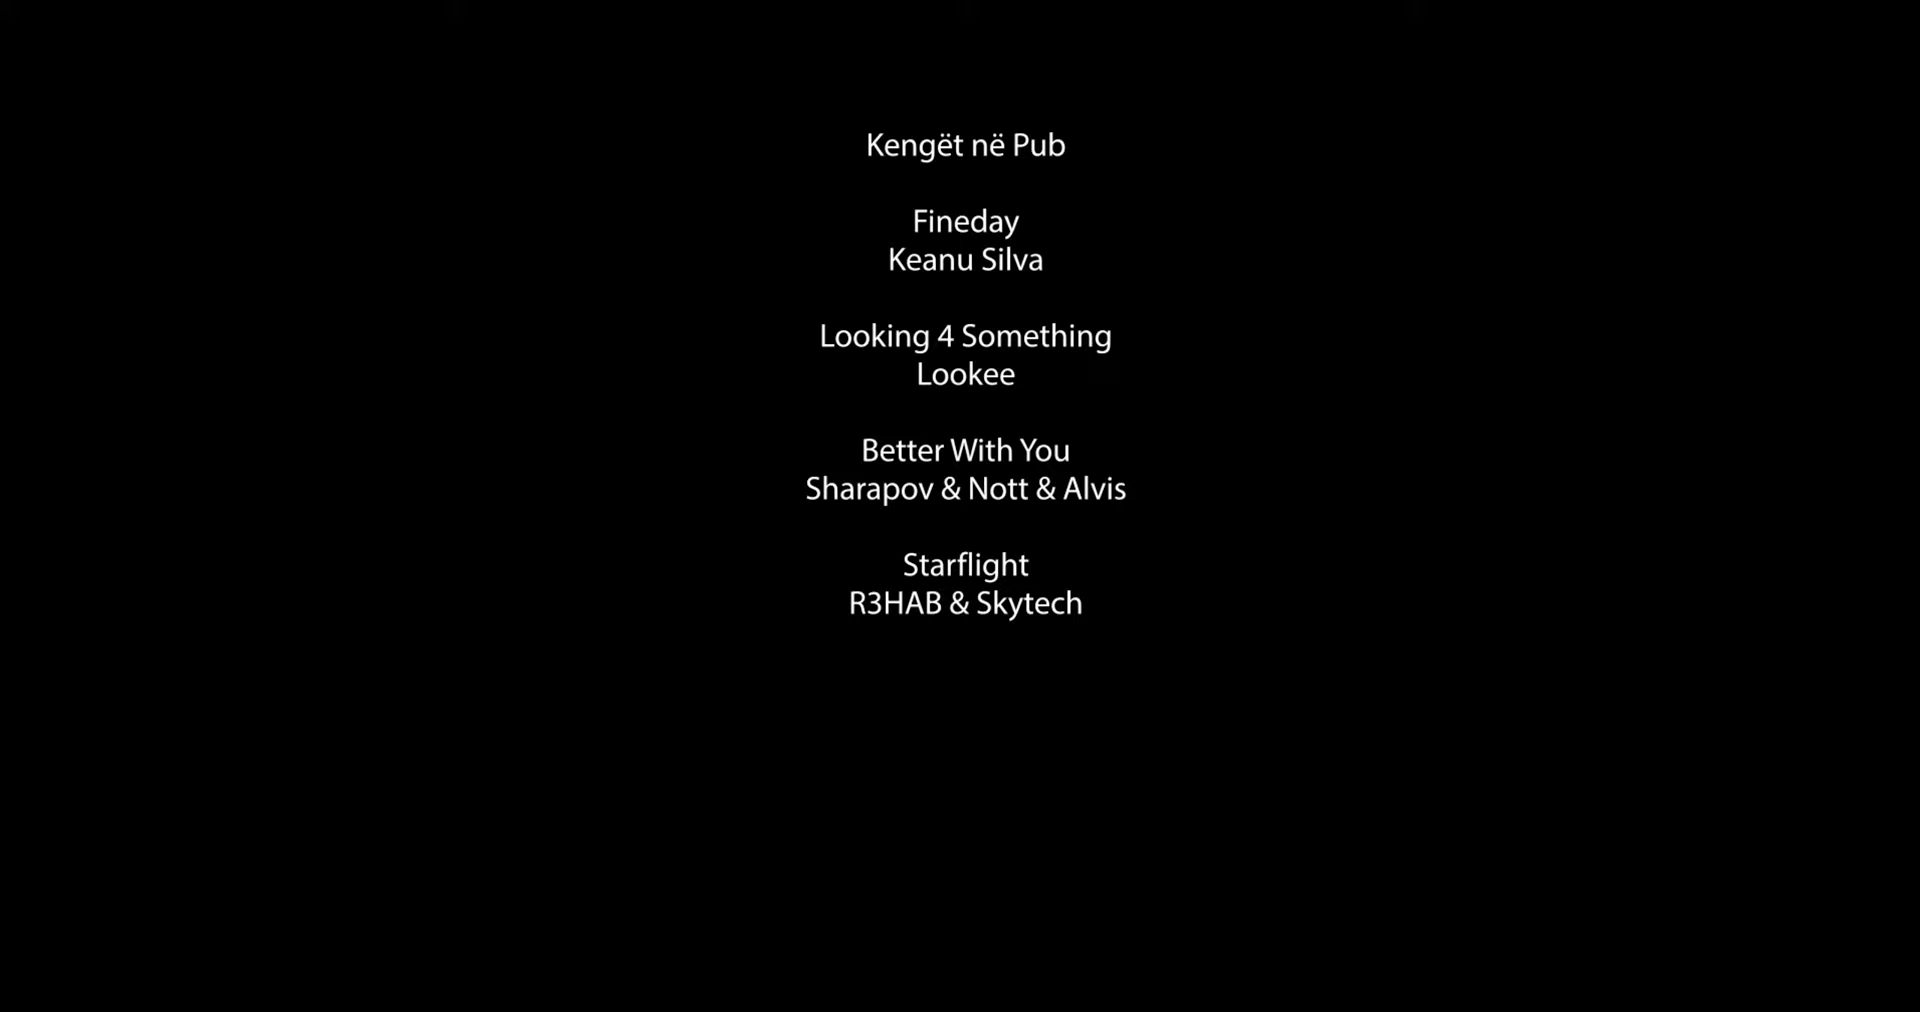 Kengët në Pub
Fineday
Keanu Silva
Looking 4 Something
Lookee
Better With You
Sharapov & Nott & Alvis
Starflight
R3HAB & Skytech